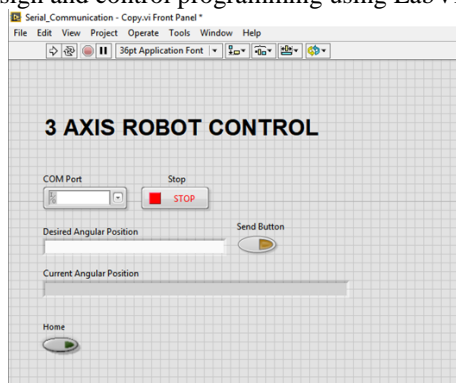 sign and control programming using LabVI
Serial_Communication - Copy.vi Front Panel *
File Edit View Project Operate Tools Window Help
36pt Application Font
3 AXIS ROBOT CONTROL
COM Port Stop
STOP
Desired Angular Position Send Button
Current Angular Position
Home